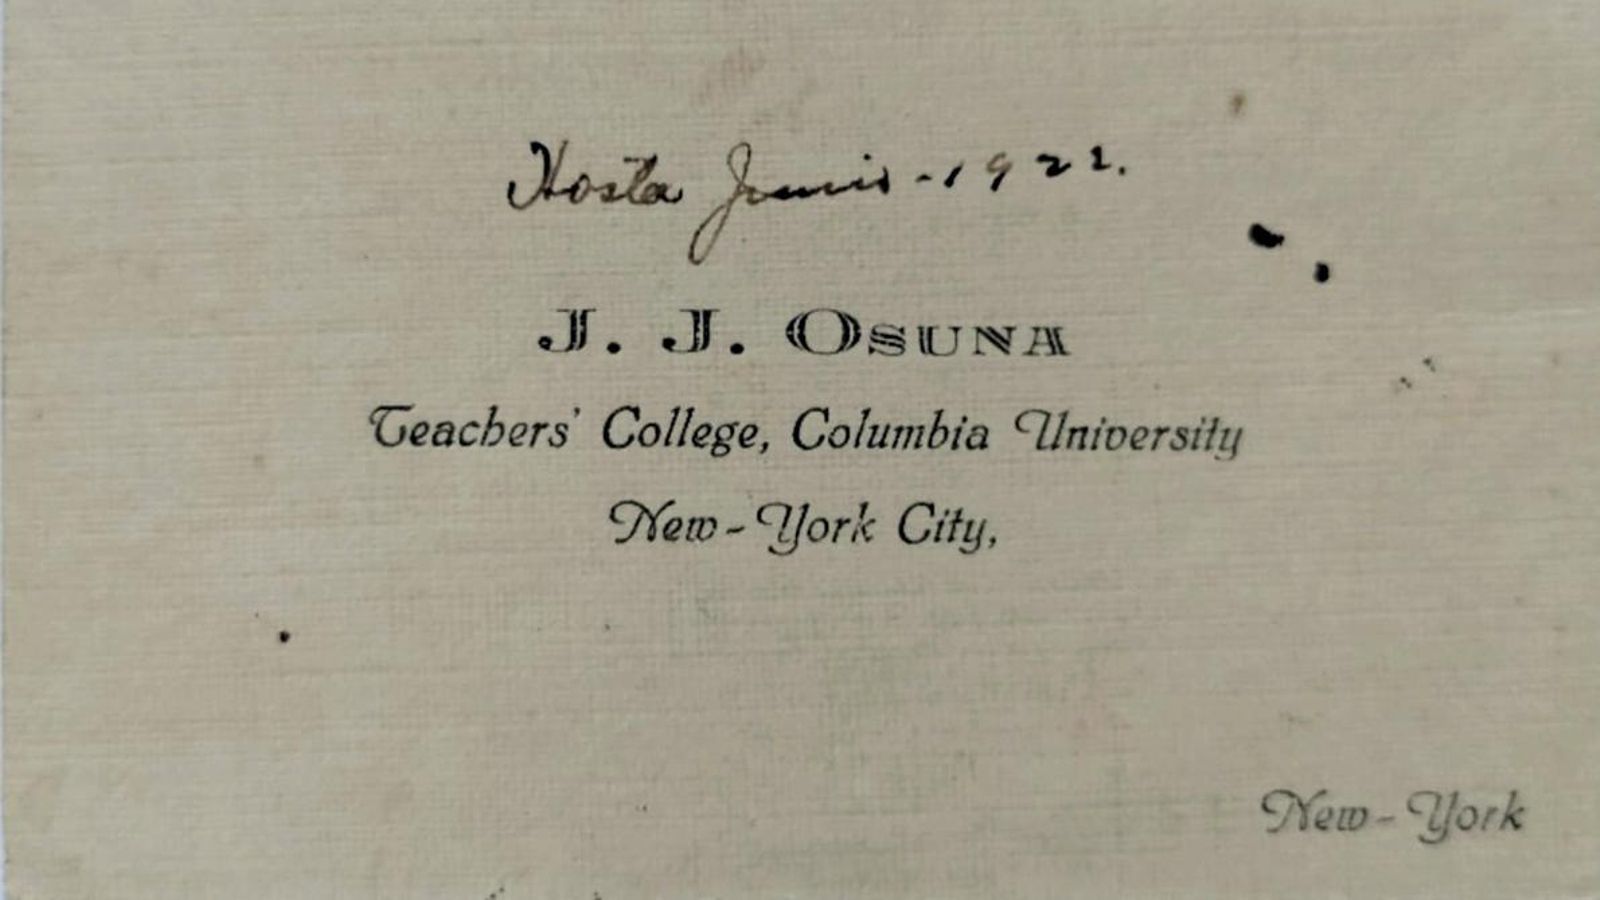 Hasta Junio - 1922.
J. J. OSUNA
Teachers' College, Columbia University
New-York City,
New-York